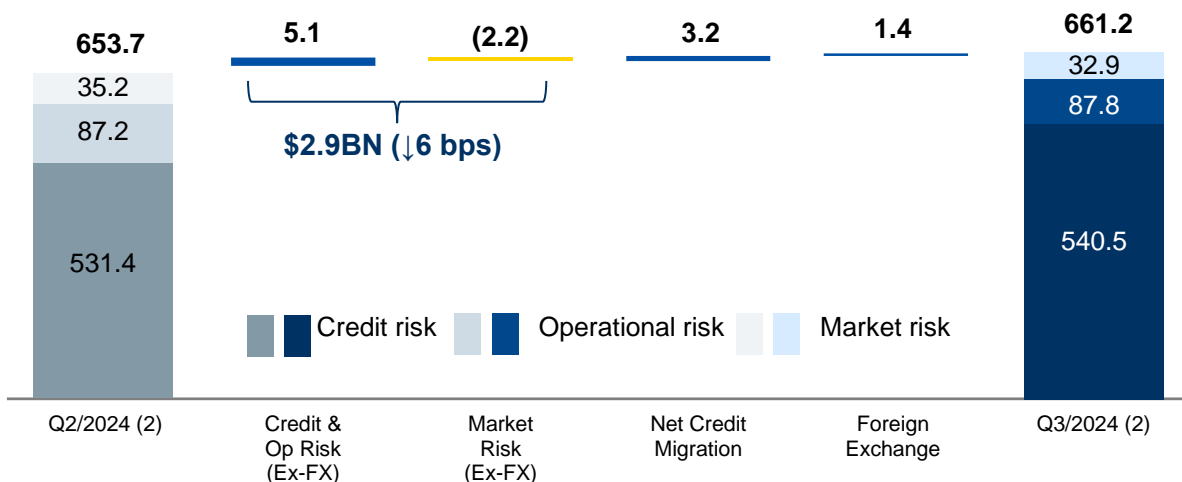 653.7
5.1
(2.2)
3.2
1.4
661.2
35.2
87.2
531.4
$2.9BN (↓6 bps)
32.9
87.8
540.5
Credit risk
Operational risk
Market risk
Q2/2024 (2)
Credit &
Op Risk
(Ex-FX)
Market
Risk
(Ex-FX)
Net Credit
Migration
Foreign
Exchange
Q3/2024 (2)